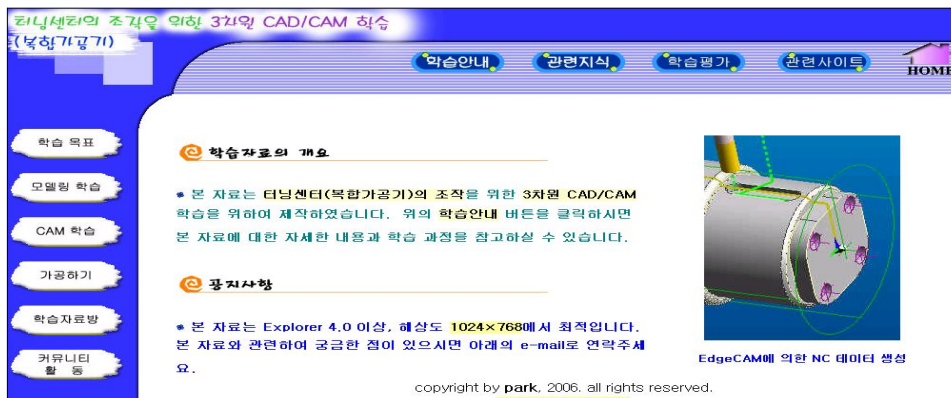 터닝센터의 조작을 위한 3차원 CAD/CAM 학습
(복합가공기)
학습안내
관련지식
학습평가
관련사이트
HOME
학습 목표
모델링 학습
CAM 학습
가공하기
학습자료방
커뮤니티
활 동
학습자료의 개요
본 자료는 터닝센터(복합가공기)의 조작을 위한 3차원 CAD/CAM
학습을 위하여 제작하였습니다. 위의 학습안내 버튼을 클릭하시면
본 자료에 대한 자세한 내용과 학습 과정을 참고하실 수 있습니다.
공지사항
본 자료는 Explorer 4.0 이상, 해상도 1024×768에서 최적입니다.
본 자료와 관련하여 궁금한 점이 있으시면 아래의 e-mail로 연락주세
요.
EdgeCAM에 의한 NC 데이터 생성
copyright by park, 2006. all rights reserved.